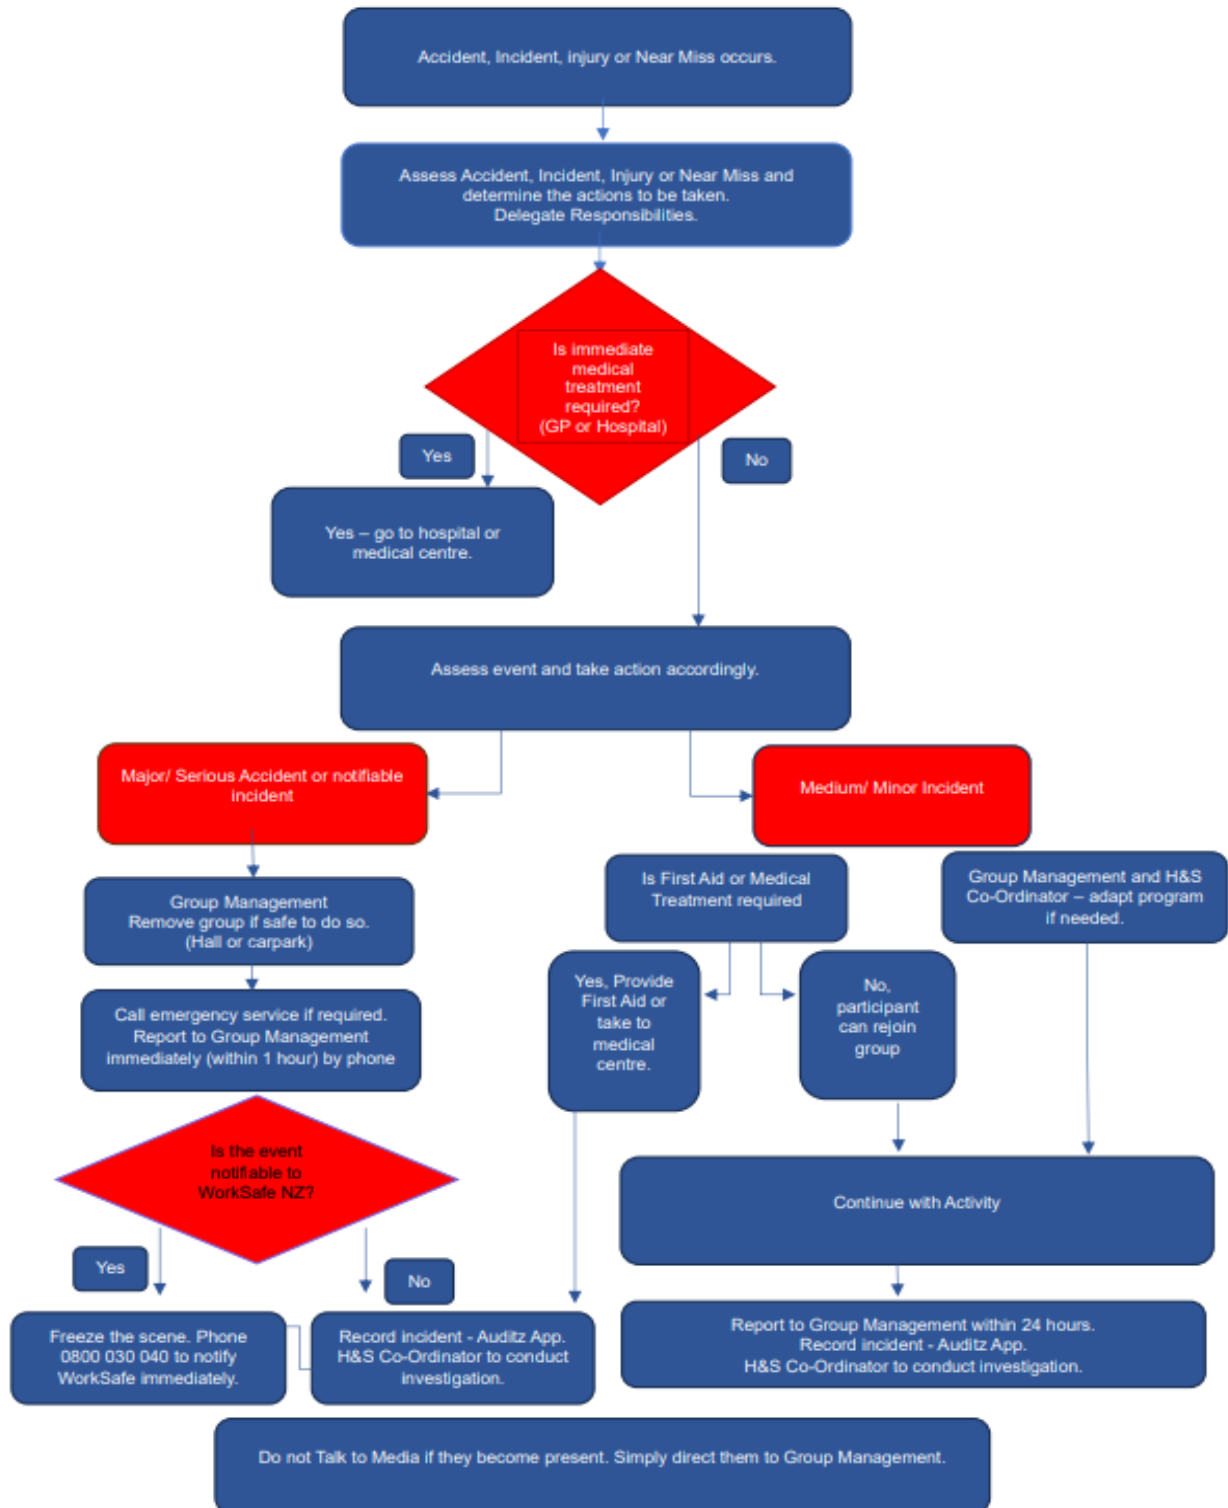 Accident, Incident, injury or Near Miss occurs.
Assess Accident, Incident, Injury or Near Miss and
determine the actions to be taken.
Delegate Responsibilities.
Is immediate
medical
treatment
required?
(GP or Hospital)
Yes
No
Yes – go to hospital or
medical centre.
Assess event and take action accordingly.
Major/ Serious Accident or notifiable
incident
Medium/ Minor Incident
Group Management
Remove group if safe to do so.
(Hall or carpark)
Is First Aid or Medical
Treatment required
Group Management and H&S
Co-Ordinator – adapt program
if needed.
Call emergency service if required.
Report to Group Management
immediately (within 1 hour) by phone
Yes, Provide
First Aid or
take to
medical
centre.
No,
participant
can rejoin
group
Is the event
notifiable to
WorkSafe NZ?
Continue with Activity
Yes
No
Freeze the scene. Phone
0800 030 040 to notify
WorkSafe immediately.
Record incident - Auditz App.
H&S Co-Ordinator to conduct
investigation.
Report to Group Management within 24 hours.
Record incident - Auditz App.
H&S Co-Ordinator to conduct investigation.
Do not Talk to Media if they become present. Simply direct them to Group Management.